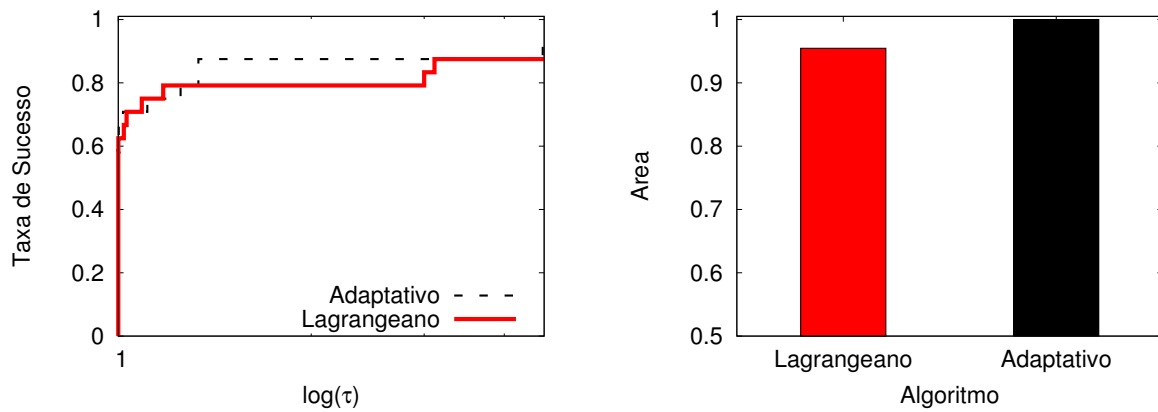 Taxa de Sucesso
1
0.8
0.6
0.4
0.2
0
Adaptativo
Lagrangeano
1
log(τ)
Area
1
0.9
0.8
0.7
0.6
0.5
Lagrangeano
Adaptativo
Algoritmo